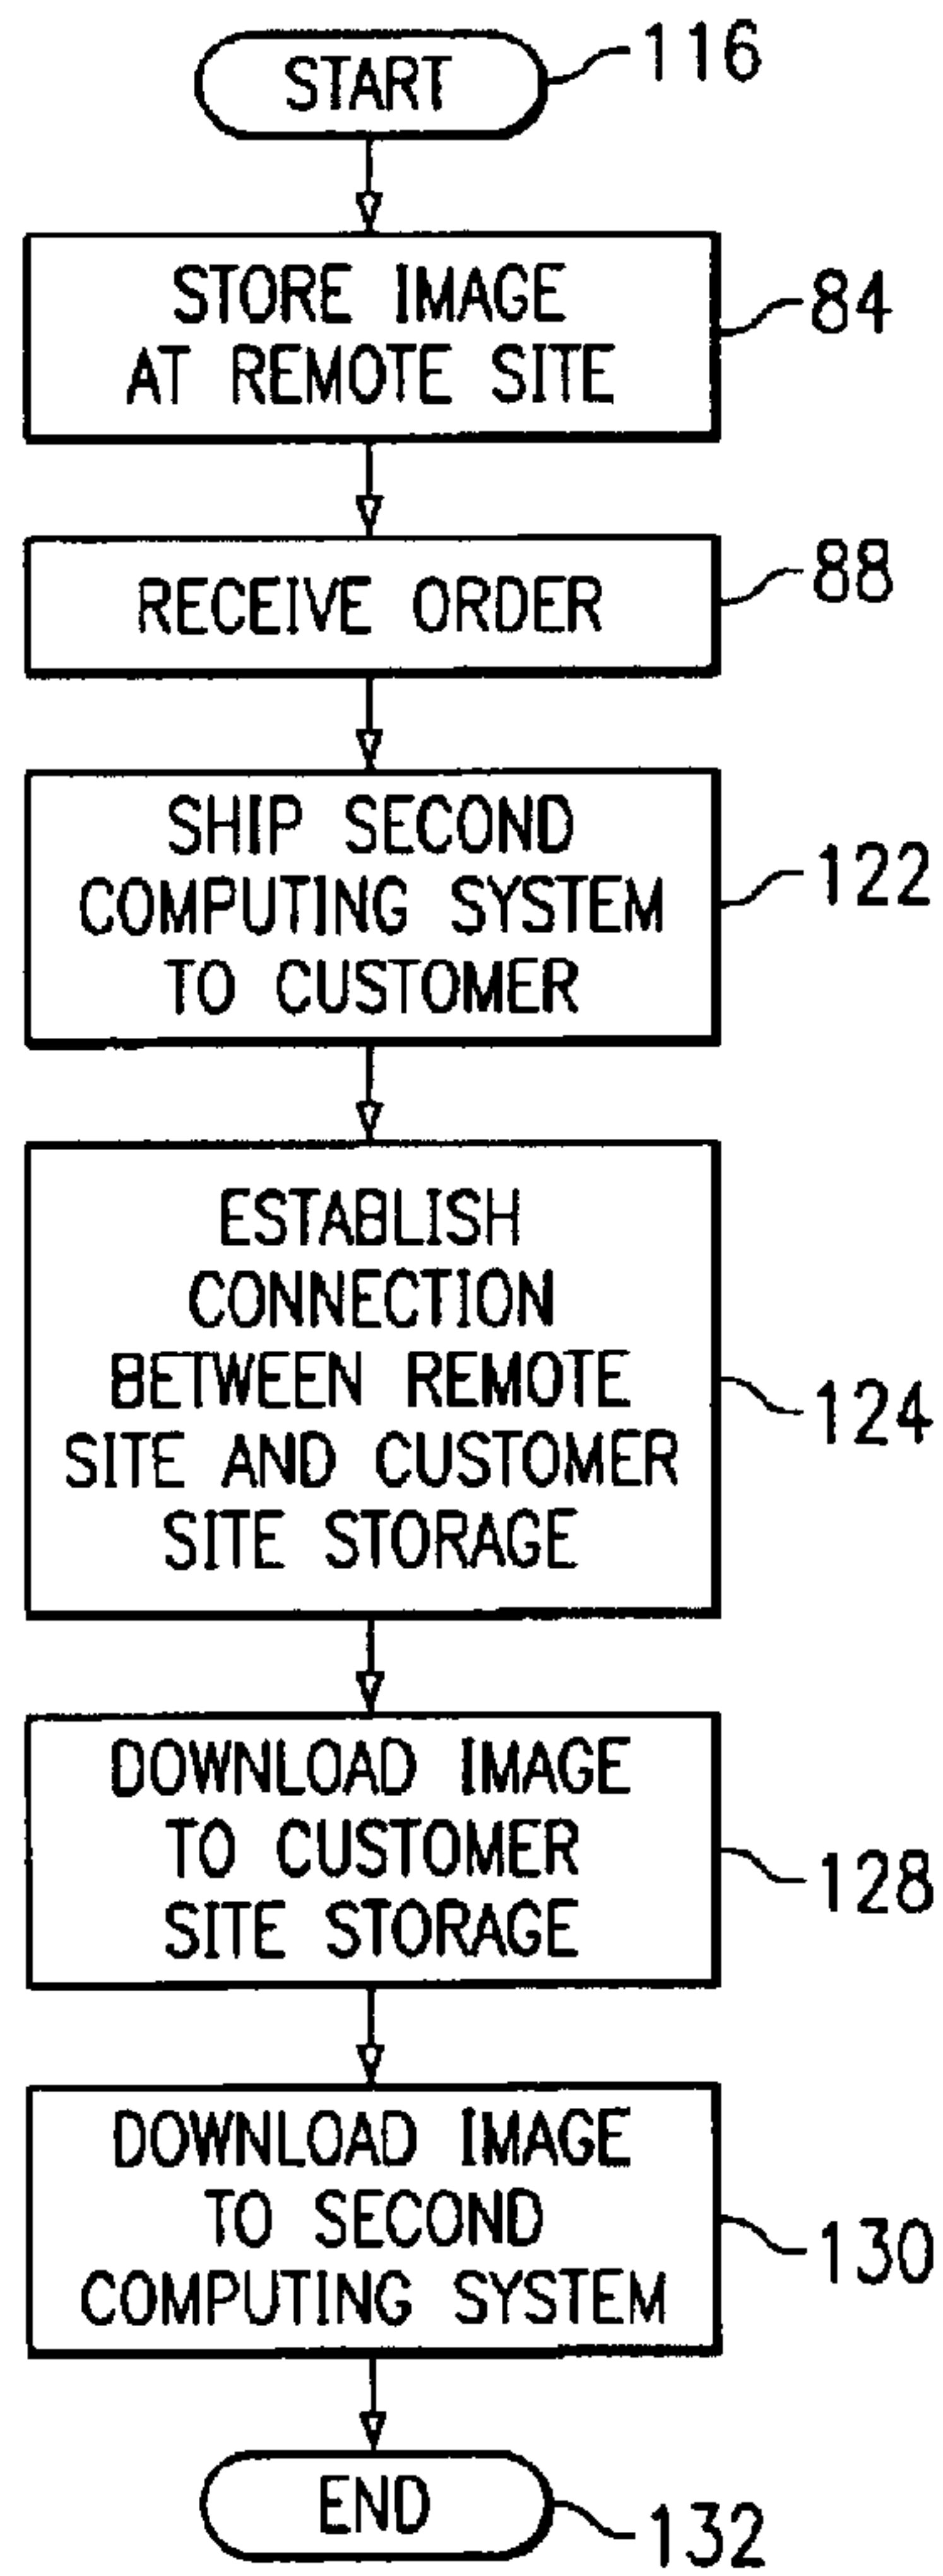 START
116
STORE IMAGE
AT REMOTE SITE
84
RECEIVE ORDER
88
SHIP SECOND
COMPUTING SYSTEM
TO CUSTOMER
122
ESTABLISH
CONNECTION
BETWEEN REMOTE
SITE AND CUSTOMER
SITE STORAGE
124
DOWNLOAD IMAGE
TO CUSTOMER
SITE STORAGE
128
DOWNLOAD IMAGE
TO SECOND
COMPUTING SYSTEM
130
END
132